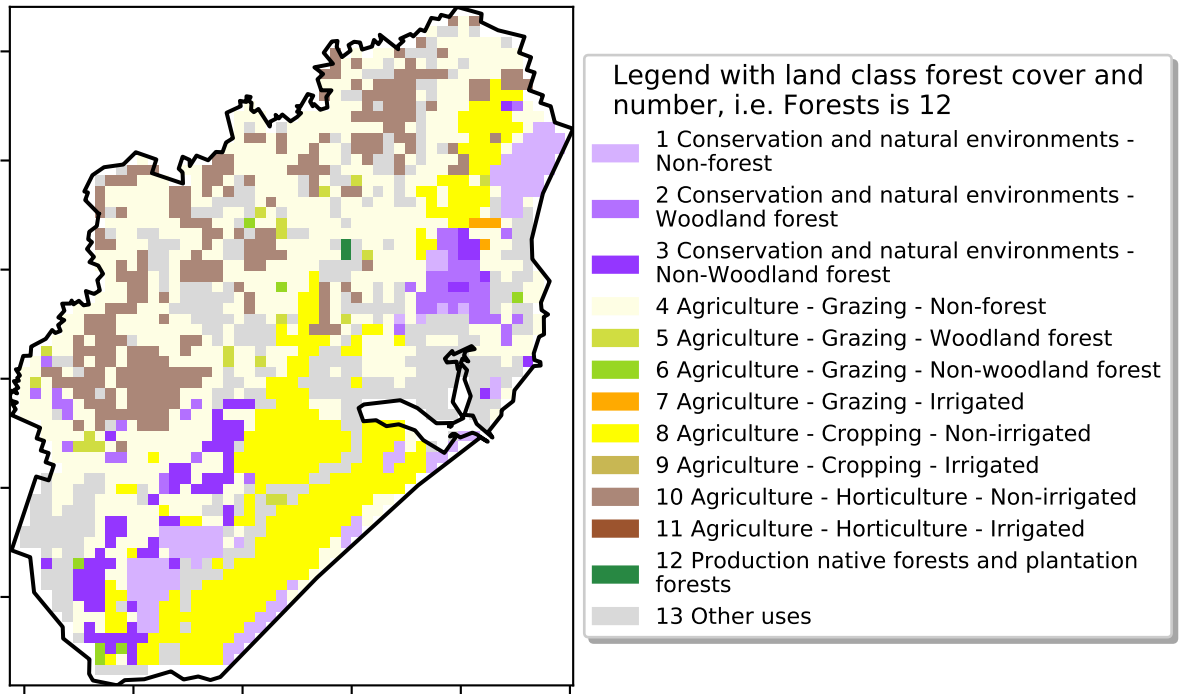 Legend with land class forest cover and
number, i.e. Forests is 12
1 Conservation and natural environments -
Non-forest
2 Conservation and natural environments -
Woodland forest
3 Conservation and natural environments -
Non-Woodland forest
4 Agriculture - Grazing - Non-forest
5 Agriculture - Grazing - Woodland forest
6 Agriculture - Grazing - Non-woodland forest
7 Agriculture - Grazing - Irrigated
8 Agriculture - Cropping - Non-irrigated
9 Agriculture - Cropping - Irrigated
10 Agriculture - Horticulture - Non-irrigated
11 Agriculture - Horticulture - Irrigated
12 Production native forests and plantation
forests
13 Other uses